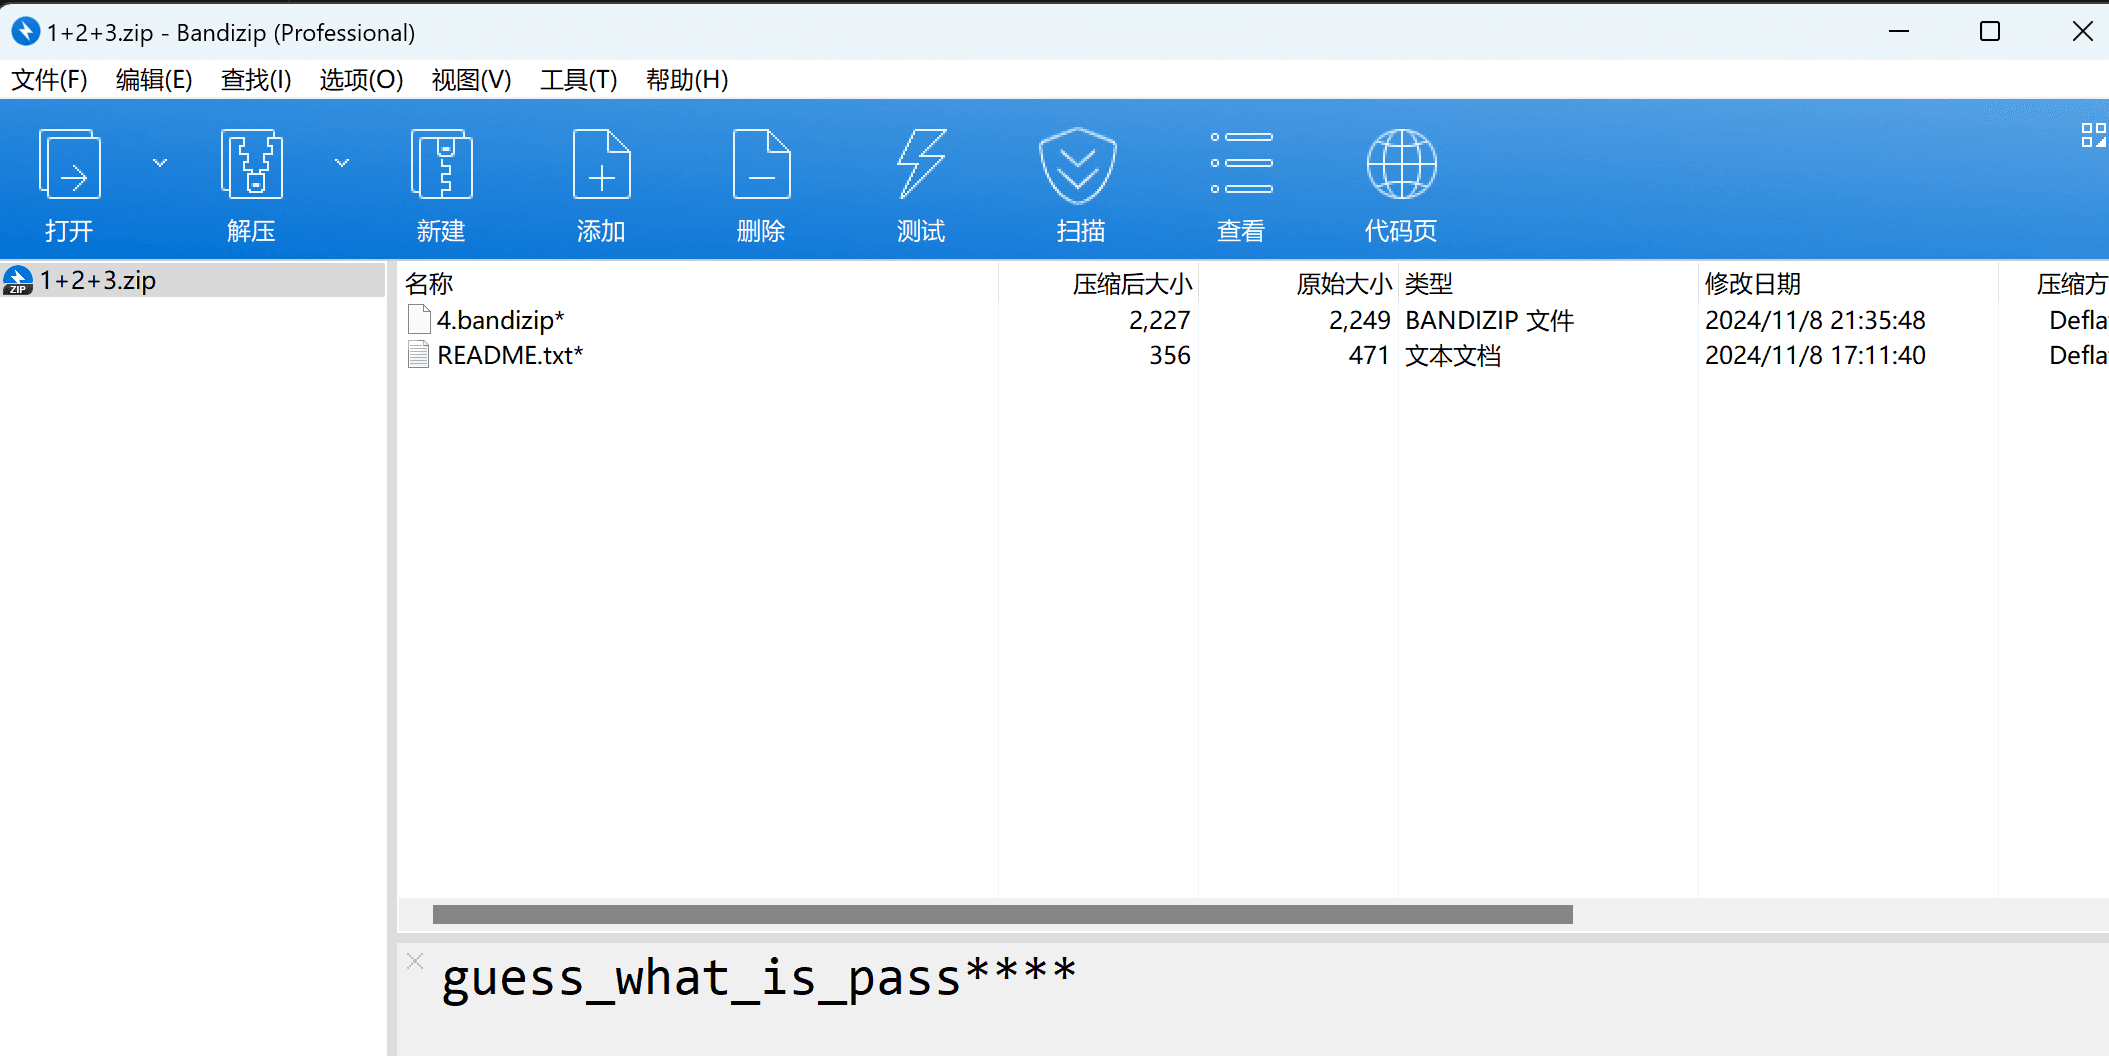 1+2+3.zip - Bandizip (Professional)
文件(F) 编辑(E) 查找(I) 选项(O) 视图(V) 工具(T) 帮助(H)
打开 解压 新建 添加 删除 测试 扫描 查看 代码页
ZIP 1+2+3.zip
名称 压缩后大小 原始大小 类型 修改日期 压缩方
4.bandizip* 2,227 2,249 BANDIZIP 文件 2024/11/8 21:35:48 Defla
README.txt* 356 471 文本文档 2024/11/8 17:11:40 Defla
guess_what_is_pass****